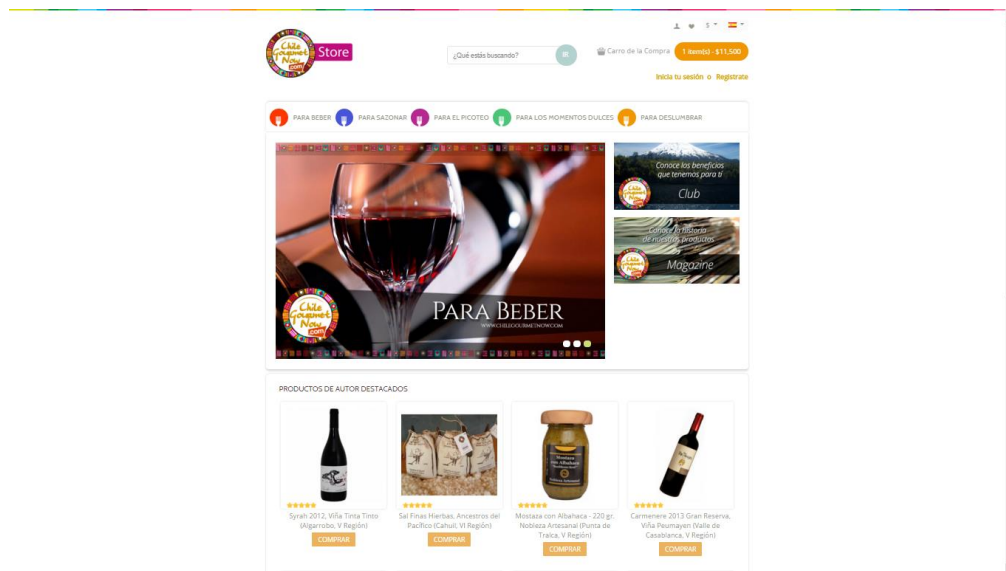 $
Chile
Gourmet
Now
.com
Store
¿Qué estás buscando?
IR
Carro de la Compra
1 item(s) - $11,500
Inicia tu sesión o Registrate
PARA BEBER
PARA SAZONAR
PARA EL PICOTEO
PARA LOS MOMENTOS DULCES
PARA DESLUMBRAR
Chile
Gourmet
Now
.com
PARA BEBER
WWW.CHILEGOURMETNOW.COM
Conoce los beneficios
que tenemos para ti
Club
Conoce la historia
de nuestros productos
Magazine
PRODUCTOS DE AUTOR DESTACADOS
Syrah 2012, Viña Tinta Tinto
(Algarrobo, V Región)
COMPRAR
Sal Finas Hierbas, Ancestros del
Pacífico (Cahuil, VI Región)
COMPRAR
Mostaza
con Albahaca
Mostaza con Albahaca - 220 gr.
Nobleza Artesanal (Punta de
Tralca, V Región)
COMPRAR
Carmenere 2013 Gran Reserva,
Viña Peumayen (Valle de
Casablanca, V Región)
COMPRAR